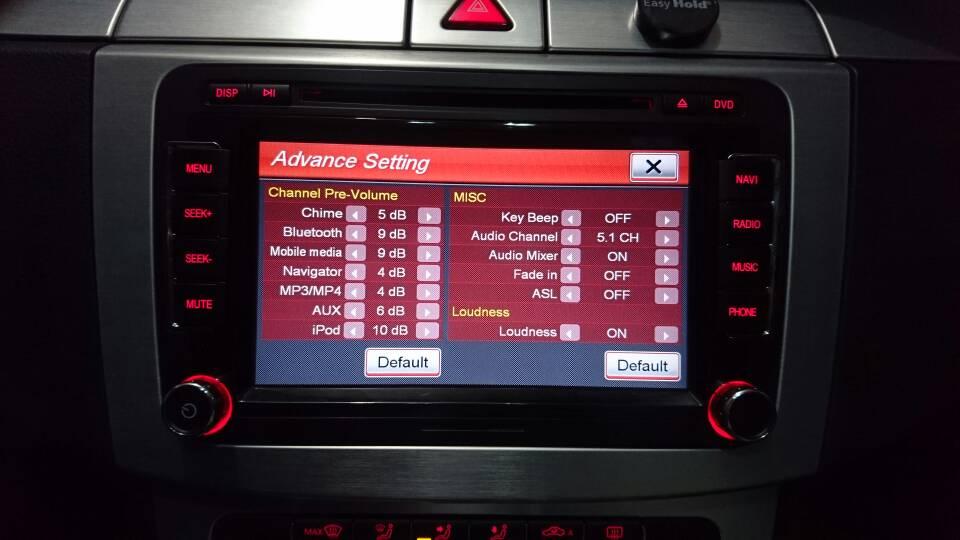 Easy Hold
DISP
DVD
MENU
SEEK+
SEEK-
MUTE
NAVI
RADIO
MUSIC
PHONE
Advance Setting
X
Channel Pre-Volume
Chime 5 dB
Bluetooth 9 dB
Mobile media 9 dB
Navigator 4 dB
MP3/MP4 4 dB
AUX 6 dB
iPod 10 dB
Default
MISC
Key Beep OFF
Audio Channel 5.1 CH
Audio Mixer ON
Fade in OFF
ASL OFF
Loudness
Loudness ON
Default
MAX
A